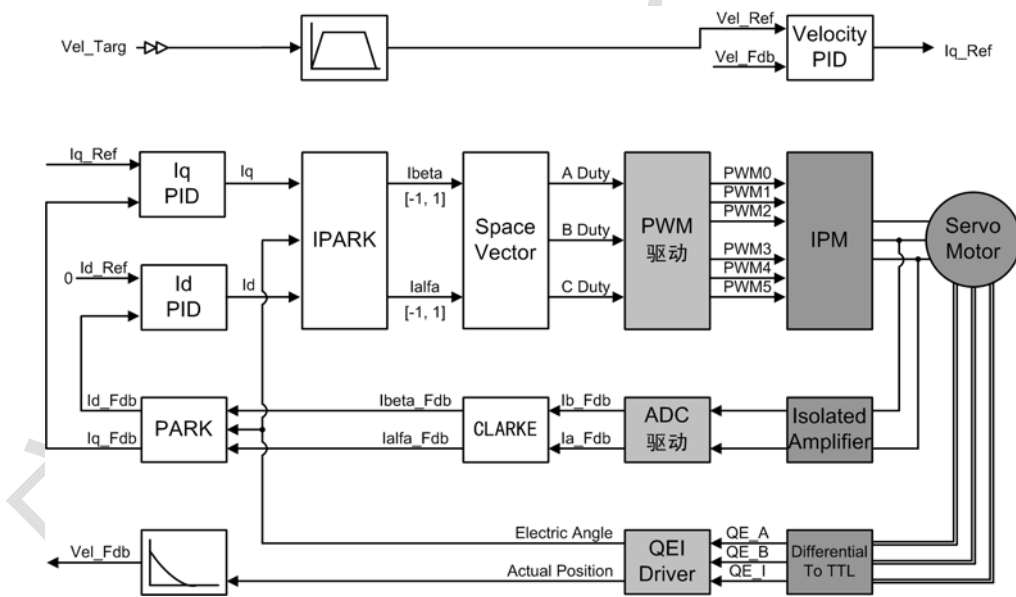 Vel_Targ
Vel_Ref
Vel_Fdb
Velocity
PID
Iq_Ref
Iq_Ref
Iq
PID
Iq
0
Id_Ref
Id
PID
Id
IPARK
Ibeta
[-1, 1]
Ialfa
[-1, 1]
Space
Vector
A Duty
B Duty
C Duty
PWM
驱动
PWM0
PWM1
PWM2
PWM3
PWM4
PWM5
IPM
Servo
Motor
Id_Fdb
Iq_Fdb
PARK
Ibeta_Fdb
Ialfa_Fdb
CLARKE
Ib_Fdb
Ia_Fdb
ADC
驱动
Isolated
Amplifier
Vel_Fdb
Electric Angle
Actual Position
QEI
Driver
QE_A
QE_B
QE_I
Differential
To TTL